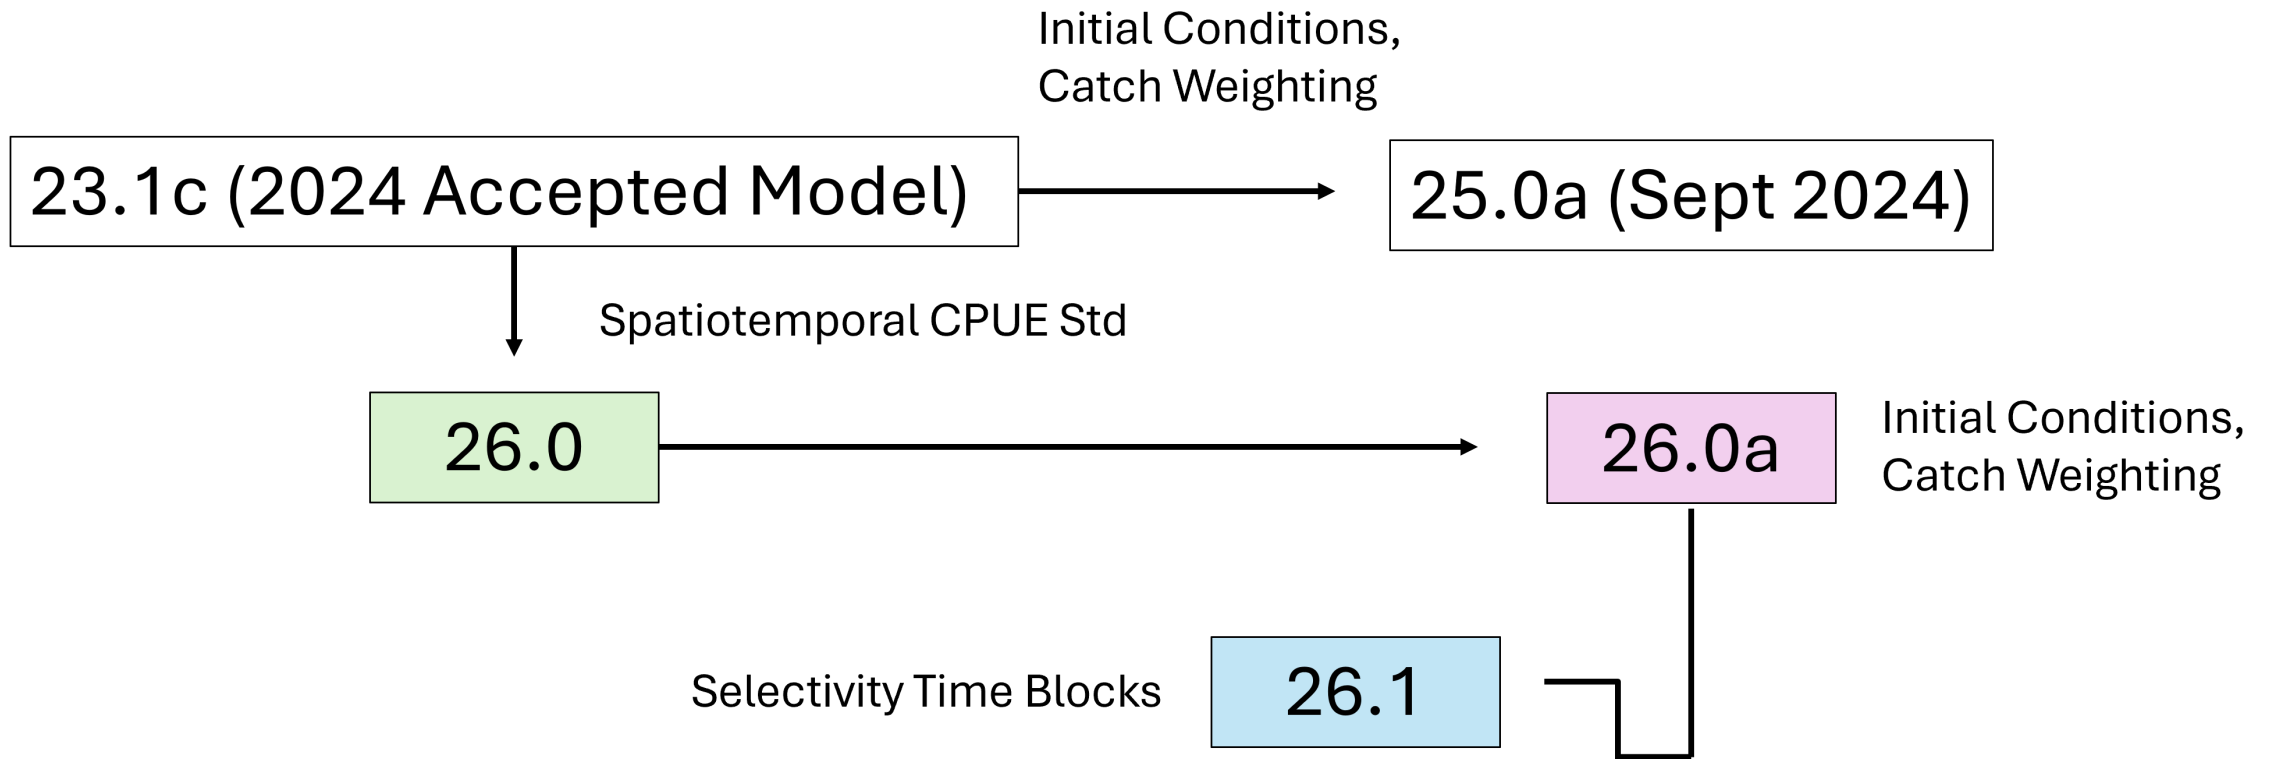 Initial Conditions,
Catch Weighting
23.1c (2024 Accepted Model)
25.0a (Sept 2024)
Spatiotemporal CPUE Std
26.0
26.0a
Initial Conditions,
Catch Weighting
Selectivity Time Blocks
26.1